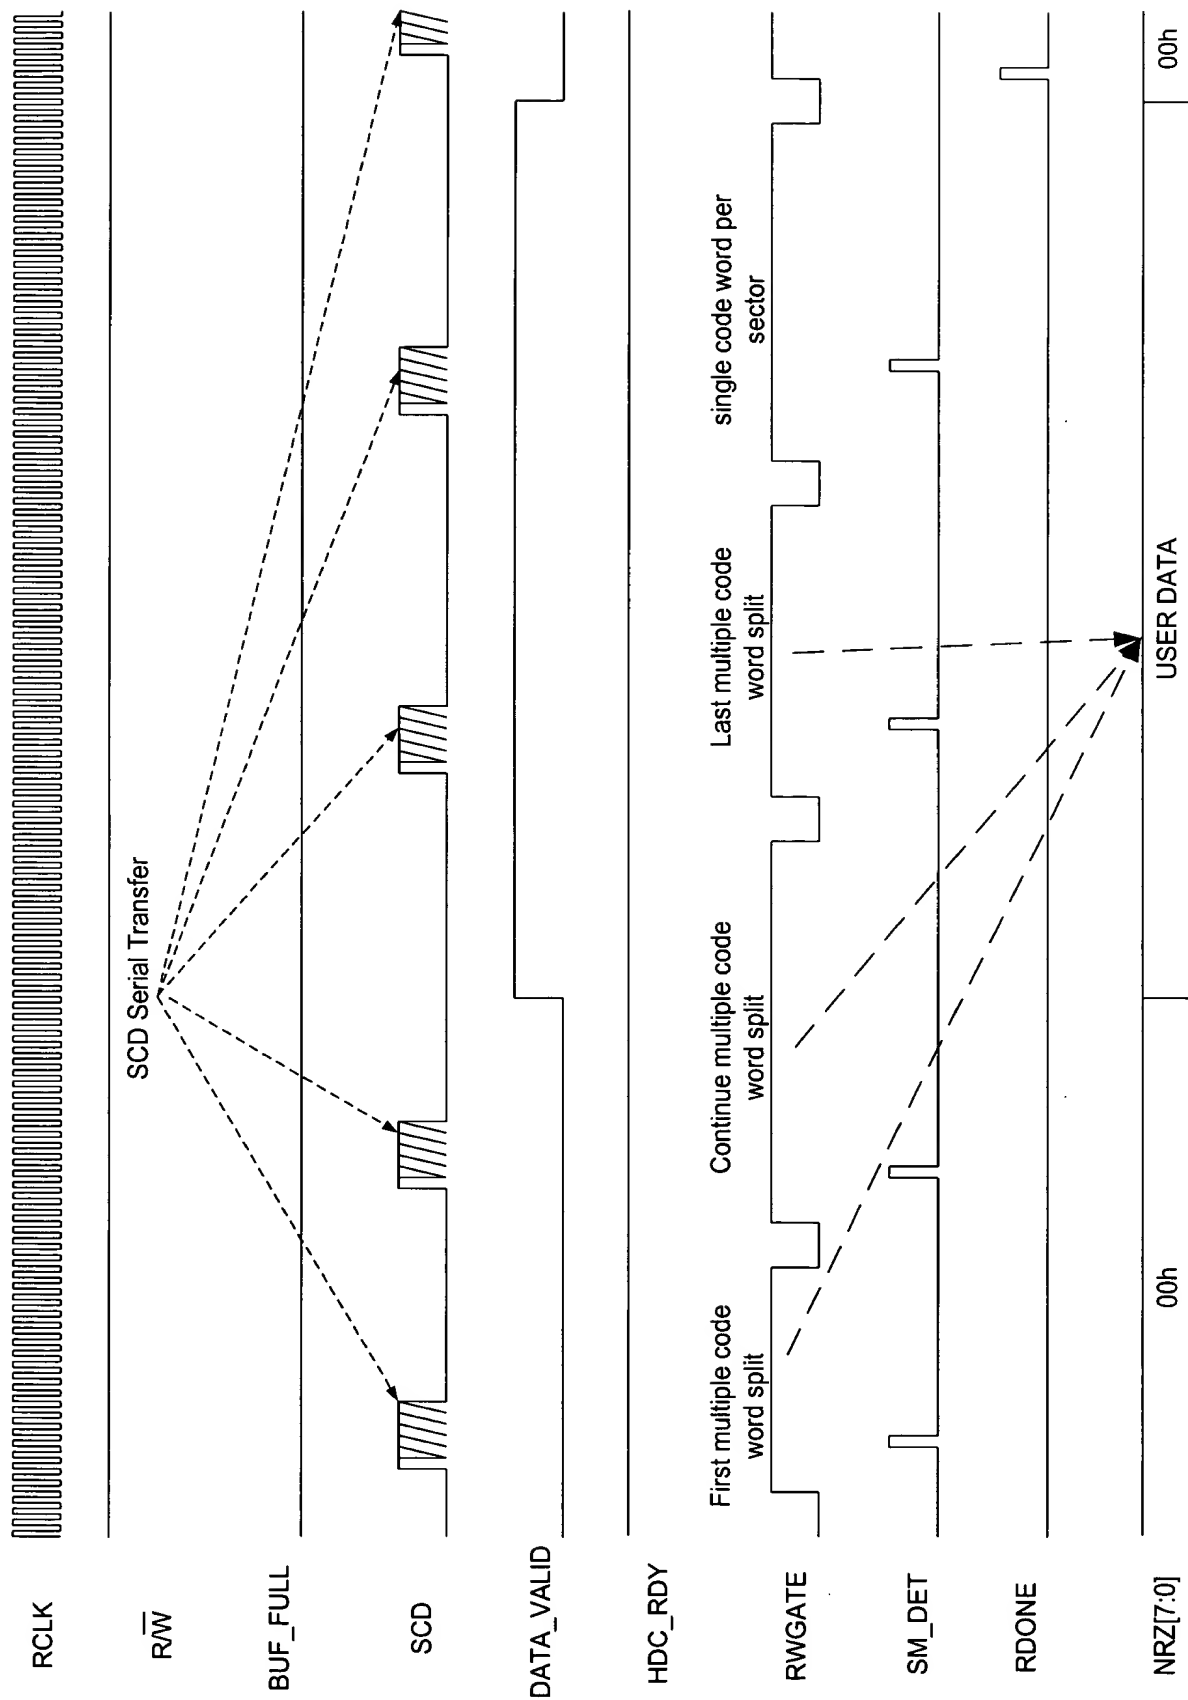 RCLK
R/W̅
SCD Serial Transfer
BUF_FULL
SCD
DATA_VALID
HDC_RDY
First multiple code
word split
Continue multiple code
word split
Last multiple code
word split
single code word per
sector
RWGATE
SM_DET
RDONE
NRZ[7:0]
00h
USER DATA
00h